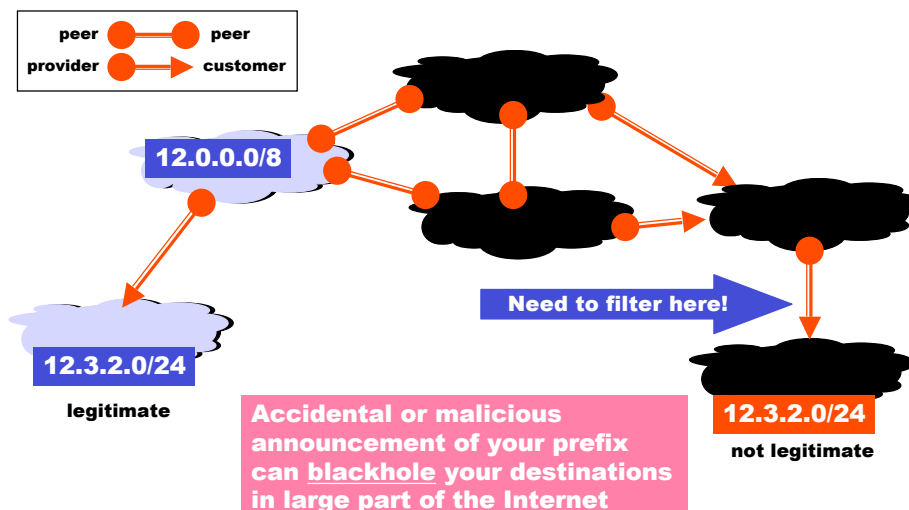 peer peer
provider customer
12.0.0.0/8
Need to filter here!
12.3.2.0/24
legitimate
12.3.2.0/24
not legitimate
Accidental or malicious
announcement of your prefix
can blackhole your destinations
in large part of the Internet